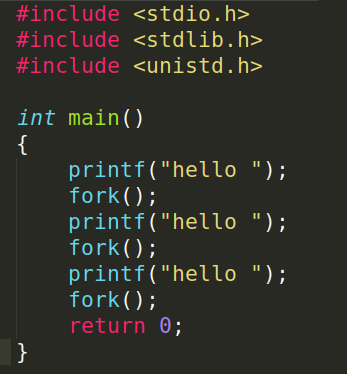 #include <stdio.h>
#include <stdlib.h>
#include <unistd.h>

int main()
{
    printf("hello ");
    fork();
    printf("hello ");
    fork();
    printf("hello ");
    fork();
    return 0;
}